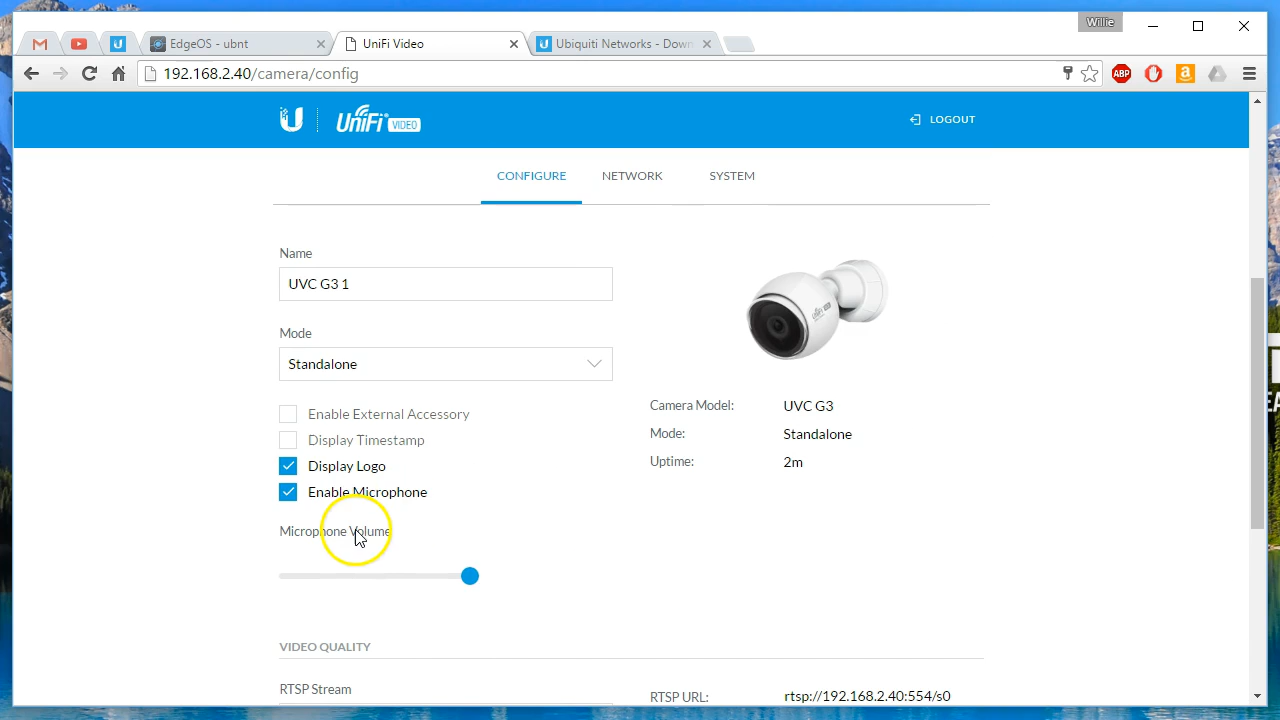 Willie
EdgeOS - ubnt
UniFi Video
Ubiquiti Networks - Down
192.168.2.40/camera/config
ABP
UniFi VIDEO
LOGOUT
CONFIGURE
NETWORK
SYSTEM
Name
UVC G3 1
Mode
Standalone
Enable External Accessory
Display Timestamp
Display Logo
Enable Microphone
Microphone Volume
Camera Model: UVC G3
Mode: Standalone
Uptime: 2m
VIDEO QUALITY
RTSP Stream
RTSP URL: rtsp://192.168.2.40:554/s0